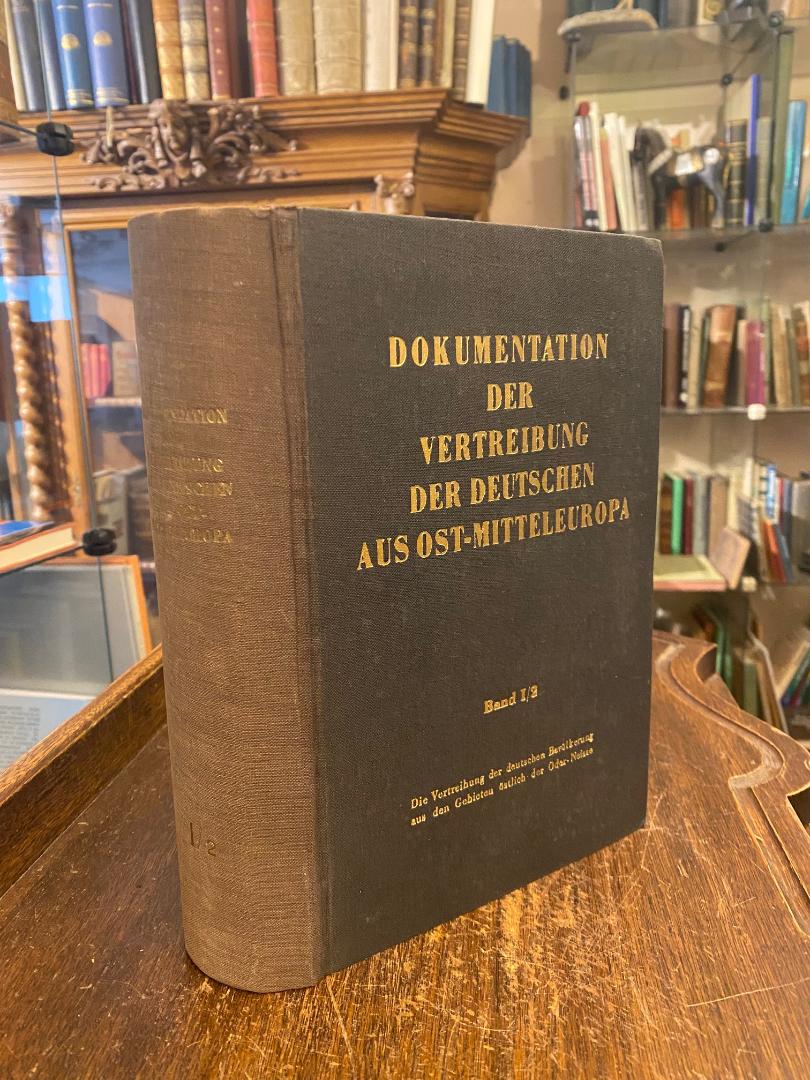 DOKUMENTATION
DER
VERTREIBUNG
DER DEUTSCHEN
AUS OST-MITTELEUROPA
Band I/2
Die Vertreibung der deutschen Bevölkerung
aus den Gebieten östlich der Oder-Neisse
I/2